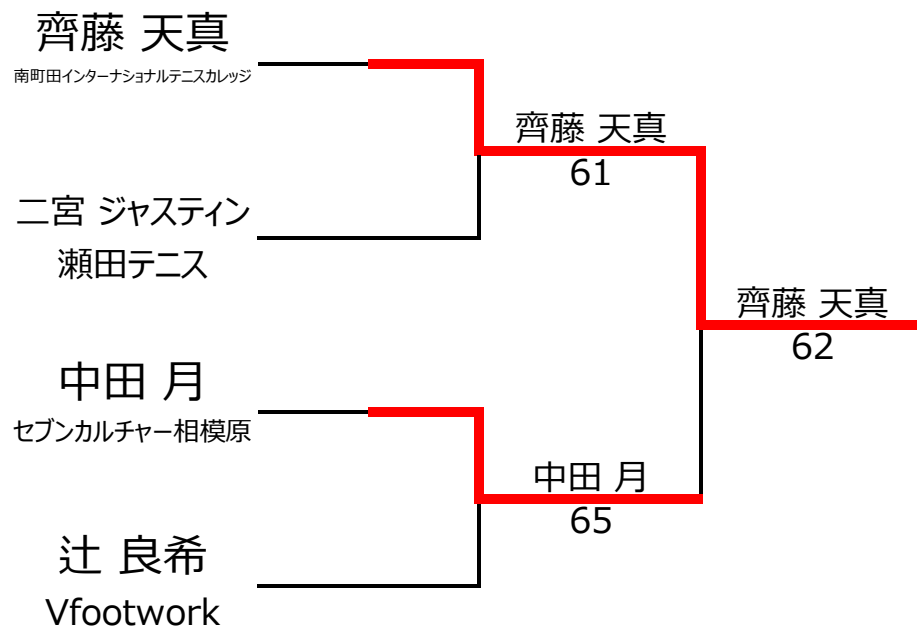 齊藤 天真
南町田インターナショナルテニスカレッジ
齊藤 天真
61
二宮 ジャスティン
瀬田テニス
齊藤 天真
62
中田 月
セブンカルチャー相模原
中田 月
65
辻 良希
Vfootwork